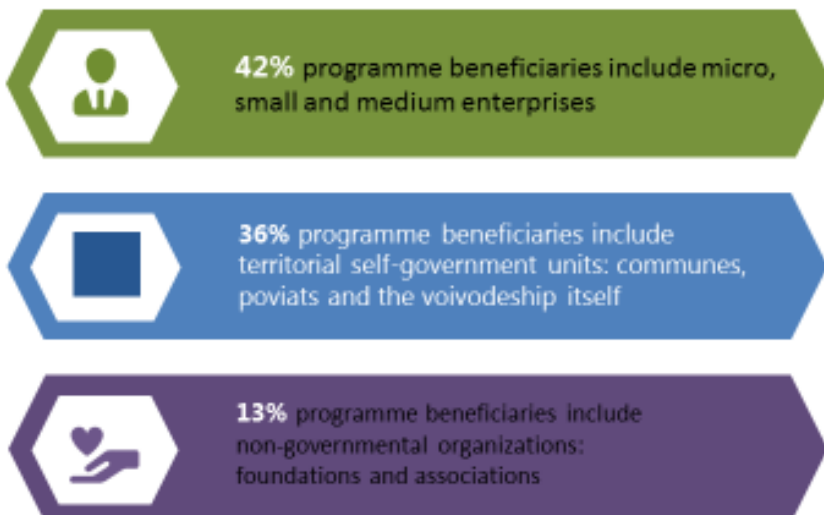 42% programme beneficiaries include micro,
small and medium enterprises
36% programme beneficiaries include
territorial self-government units: communes,
poviats and the voivodeship itself
13% programme beneficiaries include
non-governmental organizations:
foundations and associations